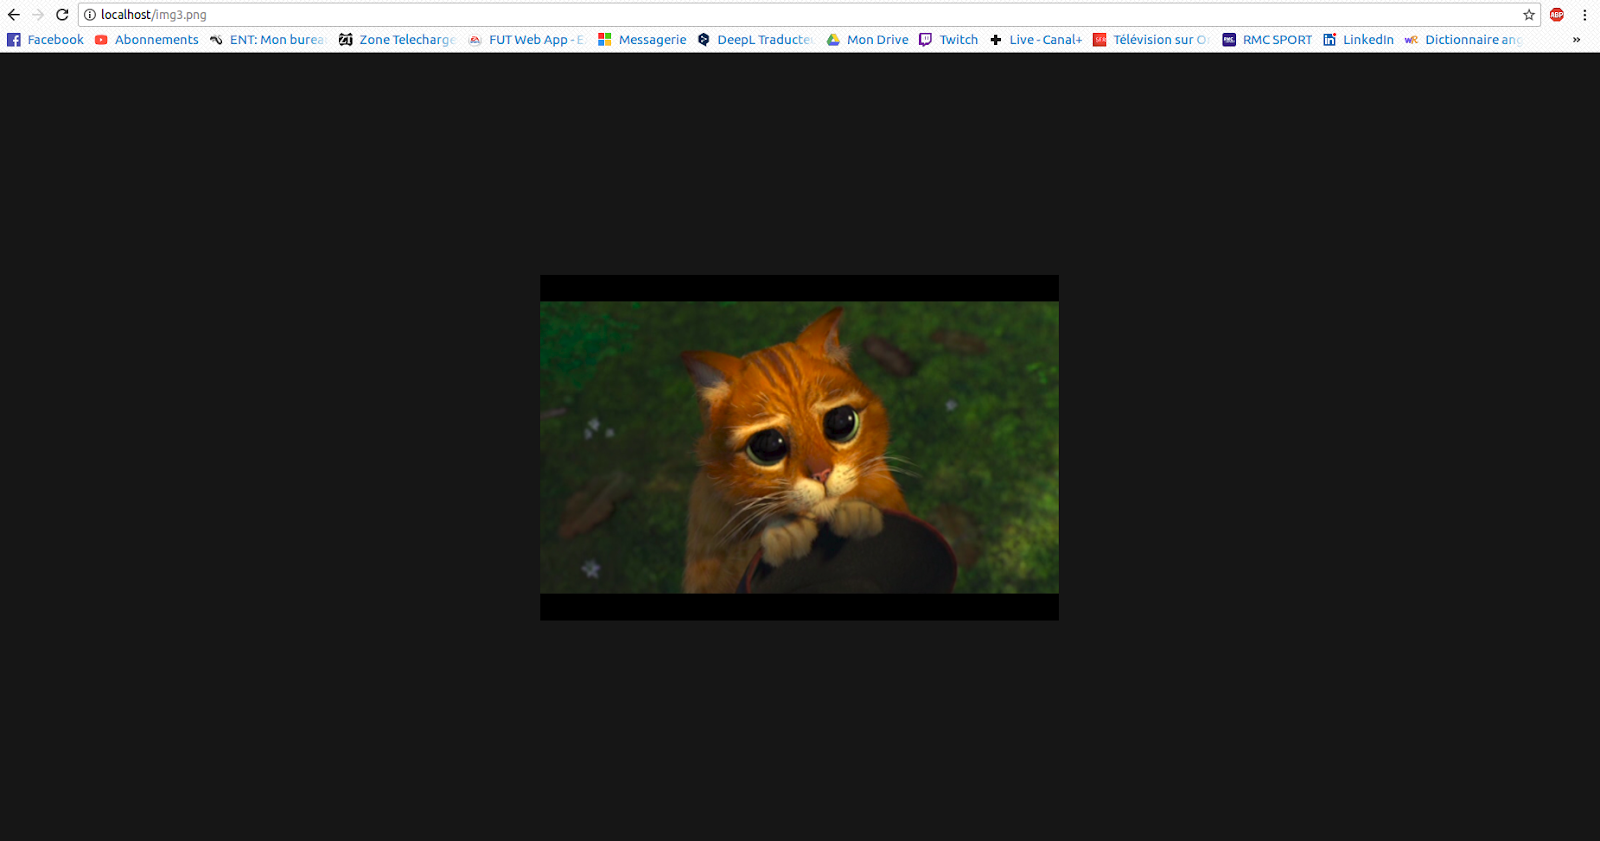 localhost/img3.png
ABP
Facebook Abonnements ENT: Mon burea Zone Telecharge FUT Web App - E Messagerie DeepL Traducte Mon Drive Twitch Live - Canal+ Télévision sur O RMC SPORT LinkedIn Dictionnaire ang »